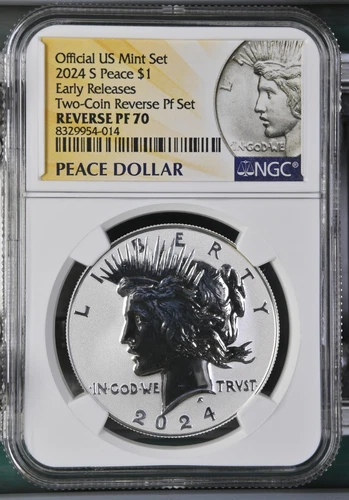 Official US Mint Set
2024 S Peace $1
Early Releases
Two-Coin Reverse Pf Set
REVERSE PF 70
8329954-014
PEACE DOLLAR
IN·GOD·WE
NGC
LIBERTY
IN·GOD·WE TRVST
2024